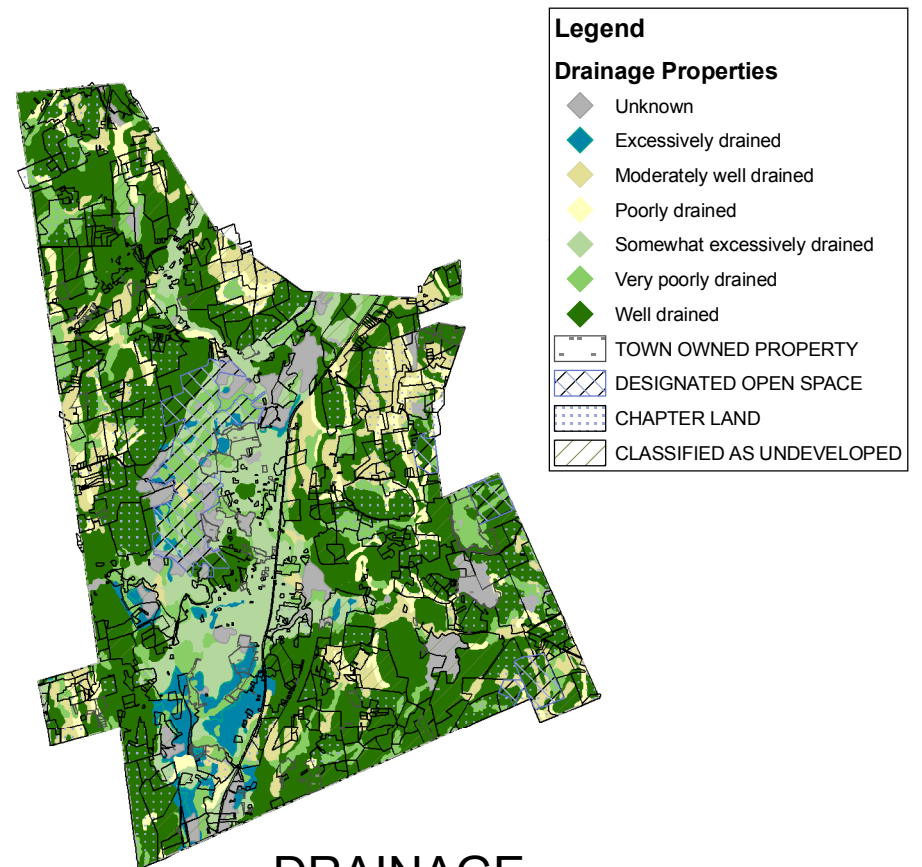 Legend
Drainage Properties
Unknown
Excessively drained
Moderately well drained
Poorly drained
Somewhat excessively drained
Very poorly drained
Well drained
TOWN OWNED PROPERTY
DESIGNATED OPEN SPACE
CHAPTER LAND
CLASSIFIED AS UNDEVELOPED
DRAINAGE